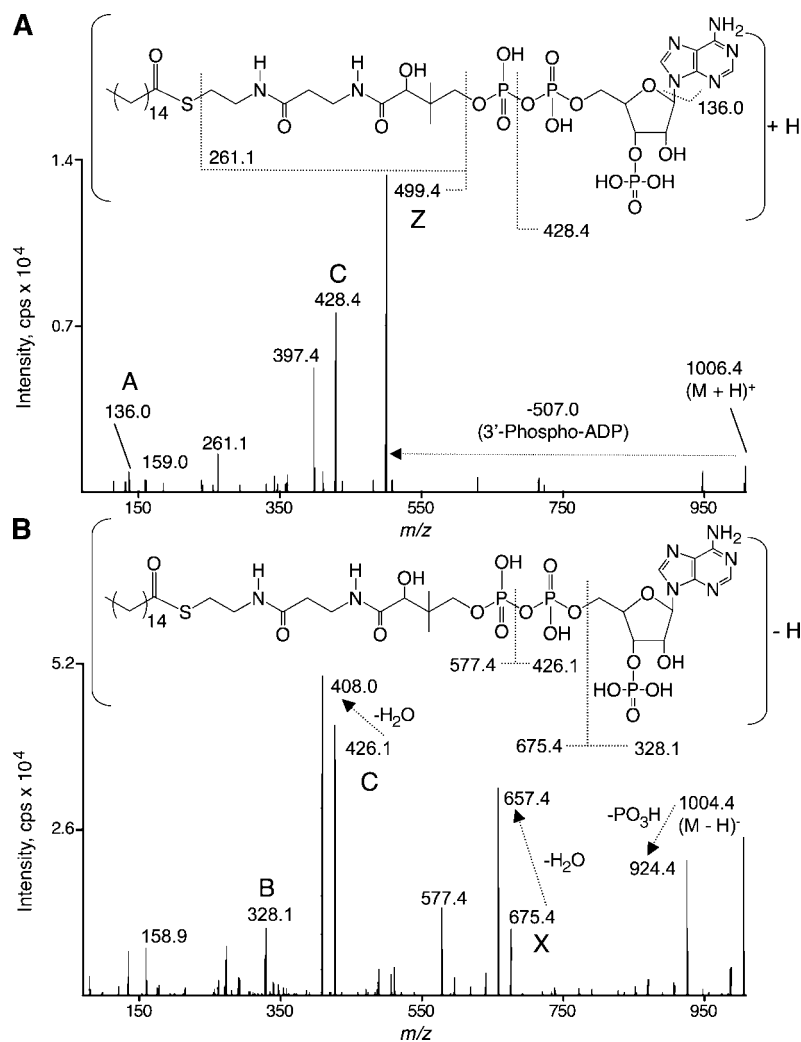 A
NH2
O
H
H
OH
OH
O
N
N
N
N
14
S
N
N
O
P
O
P
O
O
136.0
+ H
O
O
O
OH
O
OH
261.1
HO-P-OH
O
499.4
428.4
Z
1.4
0.7
Intensity, cps x 10^4
C
428.4
397.4
A
136.0
159.0
261.1
-507.0
(3'-Phospho-ADP)
1006.4
(M + H)+
150
350
550
750
950
m/z
B
NH2
O
H
H
OH
OH
O
N
N
N
N
14
S
N
N
O
P
O
P
O
O
- H
O
O
O
OH
O
OH
577.4
426.1
HO-P-OH
O
675.4
328.1
5.2
2.6
Intensity, cps x 10^4
408.0
-H2O
426.1
C
B
328.1
158.9
577.4
657.4
-H2O
675.4
X
-PO3H
1004.4
(M - H)-
924.4
150
350
550
750
950
m/z